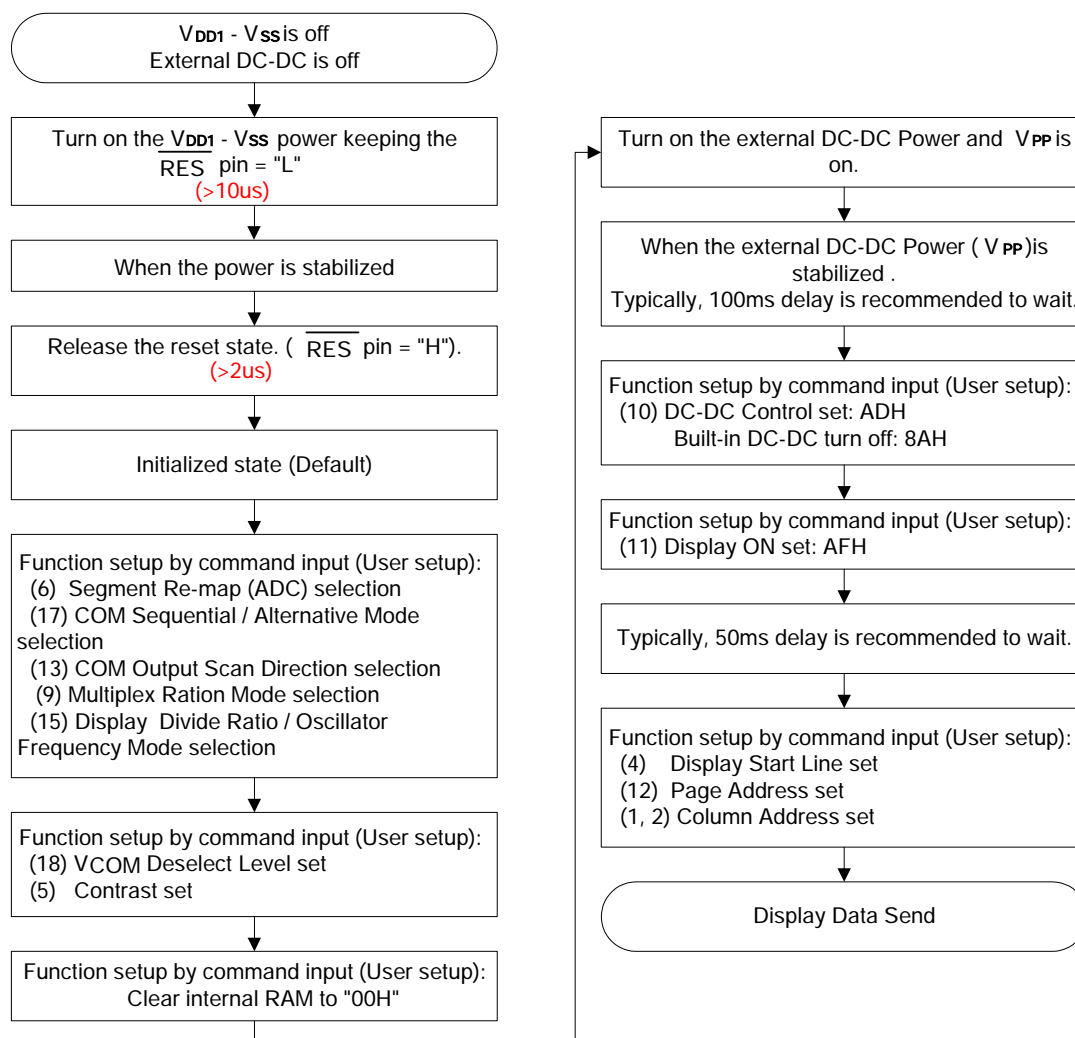 VDD1 - VSS is off
External DC-DC is off
Turn on the VDD1 - VSS power keeping the
RES pin = "L"
(>10us)
When the power is stabilized
Release the reset state. ( RES pin = "H").
(>2us)
Initialized state (Default)
Function setup by command input (User setup):
(6) Segment Re-map (ADC) selection
(17) COM Sequential / Alternative Mode
selection
(13) COM Output Scan Direction selection
(9) Multiplex Ration Mode selection
(15) Display Divide Ratio / Oscillator
Frequency Mode selection
Function setup by command input (User setup):
(18) VCOM Deselect Level set
(5) Contrast set
Function setup by command input (User setup):
Clear internal RAM to "00H"
Turn on the external DC-DC Power and VPP is
on.
When the external DC-DC Power ( VPP)is
stabilized .
Typically, 100ms delay is recommended to wait.
Function setup by command input (User setup):
(10) DC-DC Control set: ADH
Built-in DC-DC turn off: 8AH
Function setup by command input (User setup):
(11) Display ON set: AFH
Typically, 50ms delay is recommended to wait.
Function setup by command input (User setup):
(4) Display Start Line set
(12) Page Address set
(1, 2) Column Address set
Display Data Send